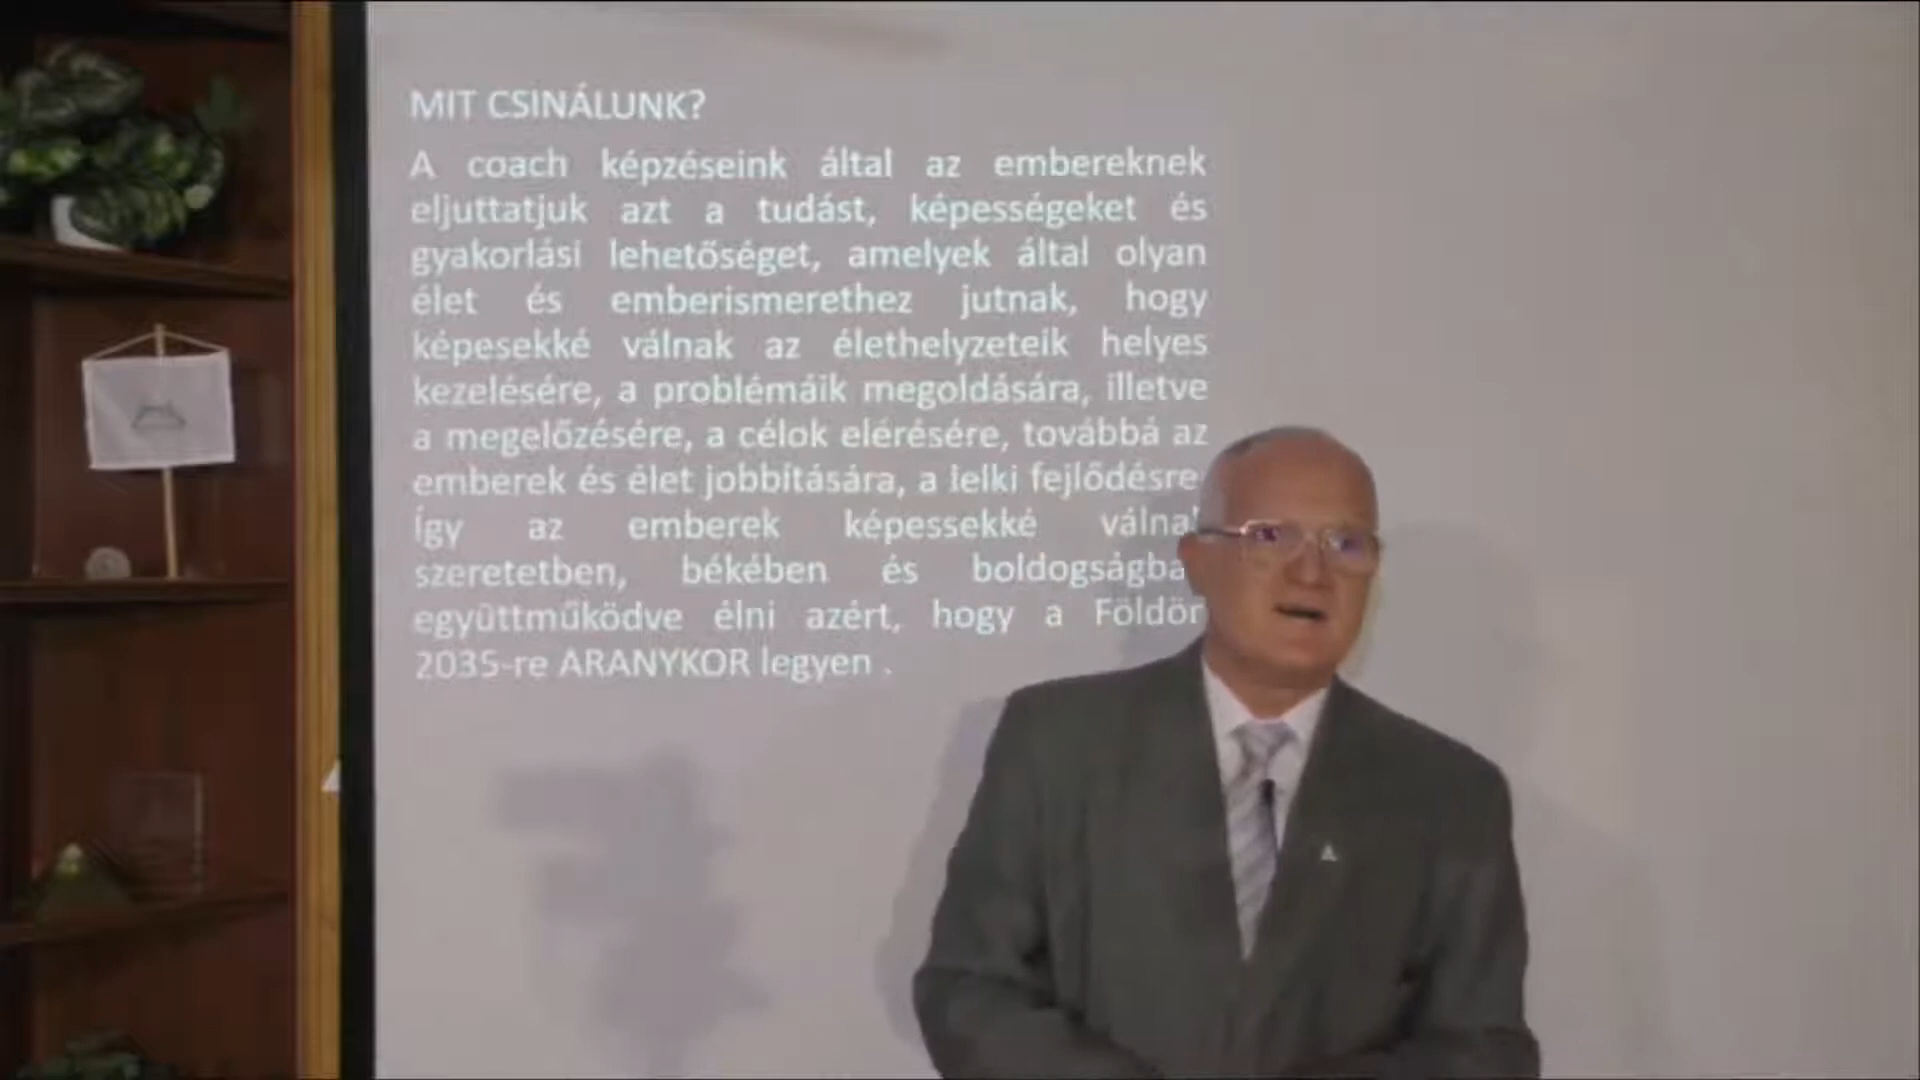 MIT CSINÁLUNK?
A coach képzéseink által az embereknek
eljuttatjuk azt a tudást, képességeket és
gyakorlási lehetőséget, amelyek által olyan
élet és emberismerethez jutnak, hogy
képesekké válnak az élethelyzeteik helyes
kezelésére, a problémáik megoldására, illetve
a megelőzésére, a célok elérésére, továbbá az
emberek és élet jobbítására, a lelki fejlődésre
Így az emberek képessekké
szeretetben, békében és
együttműködve élni azért, hogy a
2035-re ARANYKOR legyen .